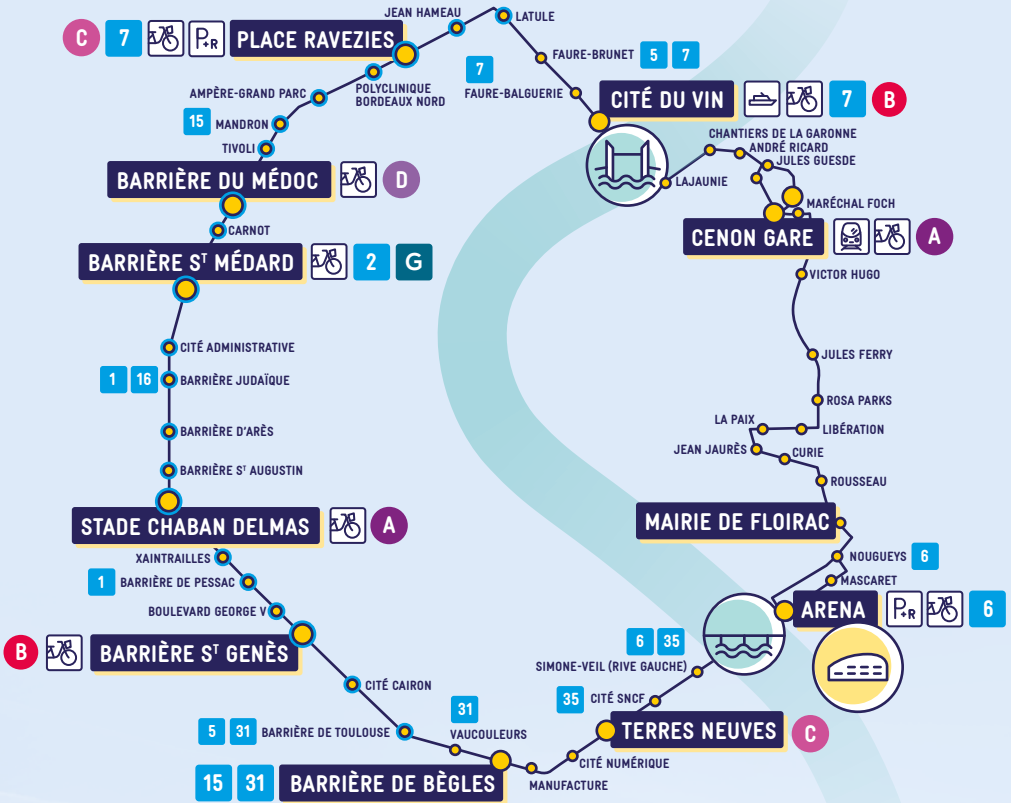 JEAN HAMEAU
LATULE
C 7 P+R PLACE RAVEZIES
FAURE-BRUNET 5 7
7
FAURE-BALGUERIE
POLYCLINIQUE
BORDEAUX NORD
AMPÈRE-GRAND PARC
CITÉ DU VIN 7 B
15 MANDRON
TIVOLI
CHANTIERS DE LA GARONNE
ANDRÉ RICARD
JULES GUESDE
LAJAUNIE
BARRIÈRE DU MÉDOC D
MARÉCHAL FOCH
CARNOT
CENON GARE A
BARRIÈRE Sᵀ MÉDARD 2 G
VICTOR HUGO
CITÉ ADMINISTRATIVE
JULES FERRY
1 16 BARRIÈRE JUDAÏQUE
ROSA PARKS
LA PAIX
LIBÉRATION
BARRIÈRE D'ARÈS
JEAN JAURÈS
CURIE
BARRIÈRE Sᵀ AUGUSTIN
ROUSSEAU
STADE CHABAN DELMAS A
MAIRIE DE FLOIRAC
XAINTRAILLES
NOUGUEYS 6
1 BARRIÈRE DE PESSAC
MASCARET
BOULEVARD GEORGE V
ARENA P+R 6
B BARRIÈRE Sᵀ GENÈS
6 35
SIMONE-VEIL (RIVE GAUCHE)
CITÉ CAIRON
35 CITÉ SNCF
31
5 31 BARRIÈRE DE TOULOUSE
VAUCOULEURS
TERRES NEUVES C
CITÉ NUMÉRIQUE
15 31 BARRIÈRE DE BÈGLES
MANUFACTURE